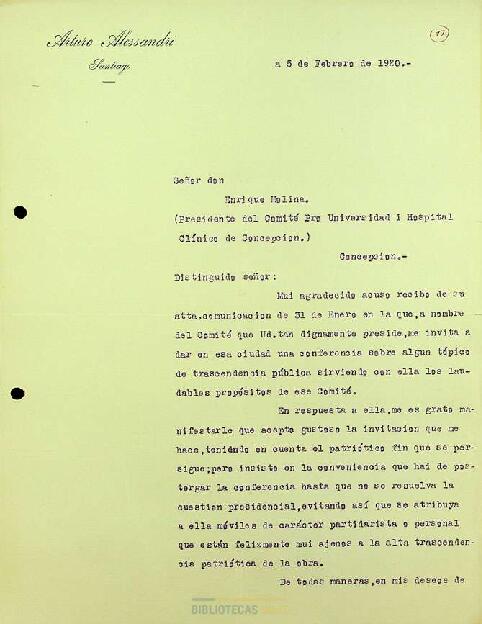 Arturo Alessandri
Santiago
(17)
a 5 de Febrero de 1920.-
Señor don
Enrique Molina.
(Presidente del Comité Pro Universidad i Hospital
Clínico de Concepcion.)
Concepcion.-
Distinguido señor:
Mui agradecido acuso recibo de su
atta.comunicacion de 31 de Enero en la que,a nombre
del Comité que Ud.tan dignamente preside,me invita a
dar en esa ciudad una conferencia sobre algun tópico
de trascendencia pública sirviendo con ella los lau-
dables propósitos de ese Comité.
En respuesta a ella,me es grato ma-
nifestarle que acepto gustoso la invitacion que me
hace,teniendo en cuenta el patriótico fin que se per-
sigue;pero insisto en la conveniencia que hai de pos-
tergar la conferencia hasta que no se resuelva la
cuestion presidencial,evitando así que se atribuya
a ella móviles de carácter partidarista o personal
que están felizmente mui ajenos a la alta trascenden-
cia patriótica de la obra.
De todas maneras,en mis deseos de
BIBLIOTECAS